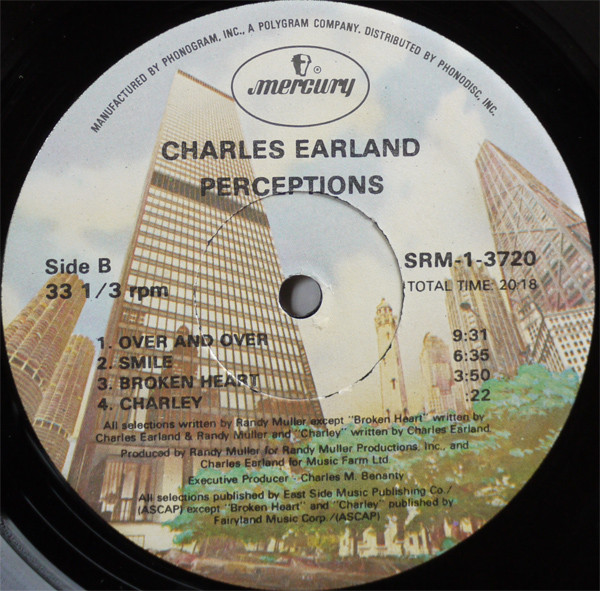 MANUFACTURED BY PHONOGRAM, INC., A POLYGRAM COMPANY. DISTRIBUTED BY PHONODISC, INC.
mercury
CHARLES EARLAND
PERCEPTIONS
Side B
33 1/3 rpm
SRM-1-3720
TOTAL TIME: 20:18
1. OVER AND OVER 9:31
2. SMILE 6:35
3. BROKEN HEART 3:50
4. CHARLEY :22
All selections written by Randy Muller except "Broken Heart" written by
Charles Earland & Randy Muller and "Charley" written by Charles Earland
Produced by Randy Muller for Randy Muller Productions, Inc., and
Charles Earland for Music Farm Ltd.
Executive Producer - Charles M. Benanty
All selections published by East Side Music Publishing Co./
(ASCAP) except "Broken Heart" and "Charley" published by
Fairyland Music Corp./(ASCAP)